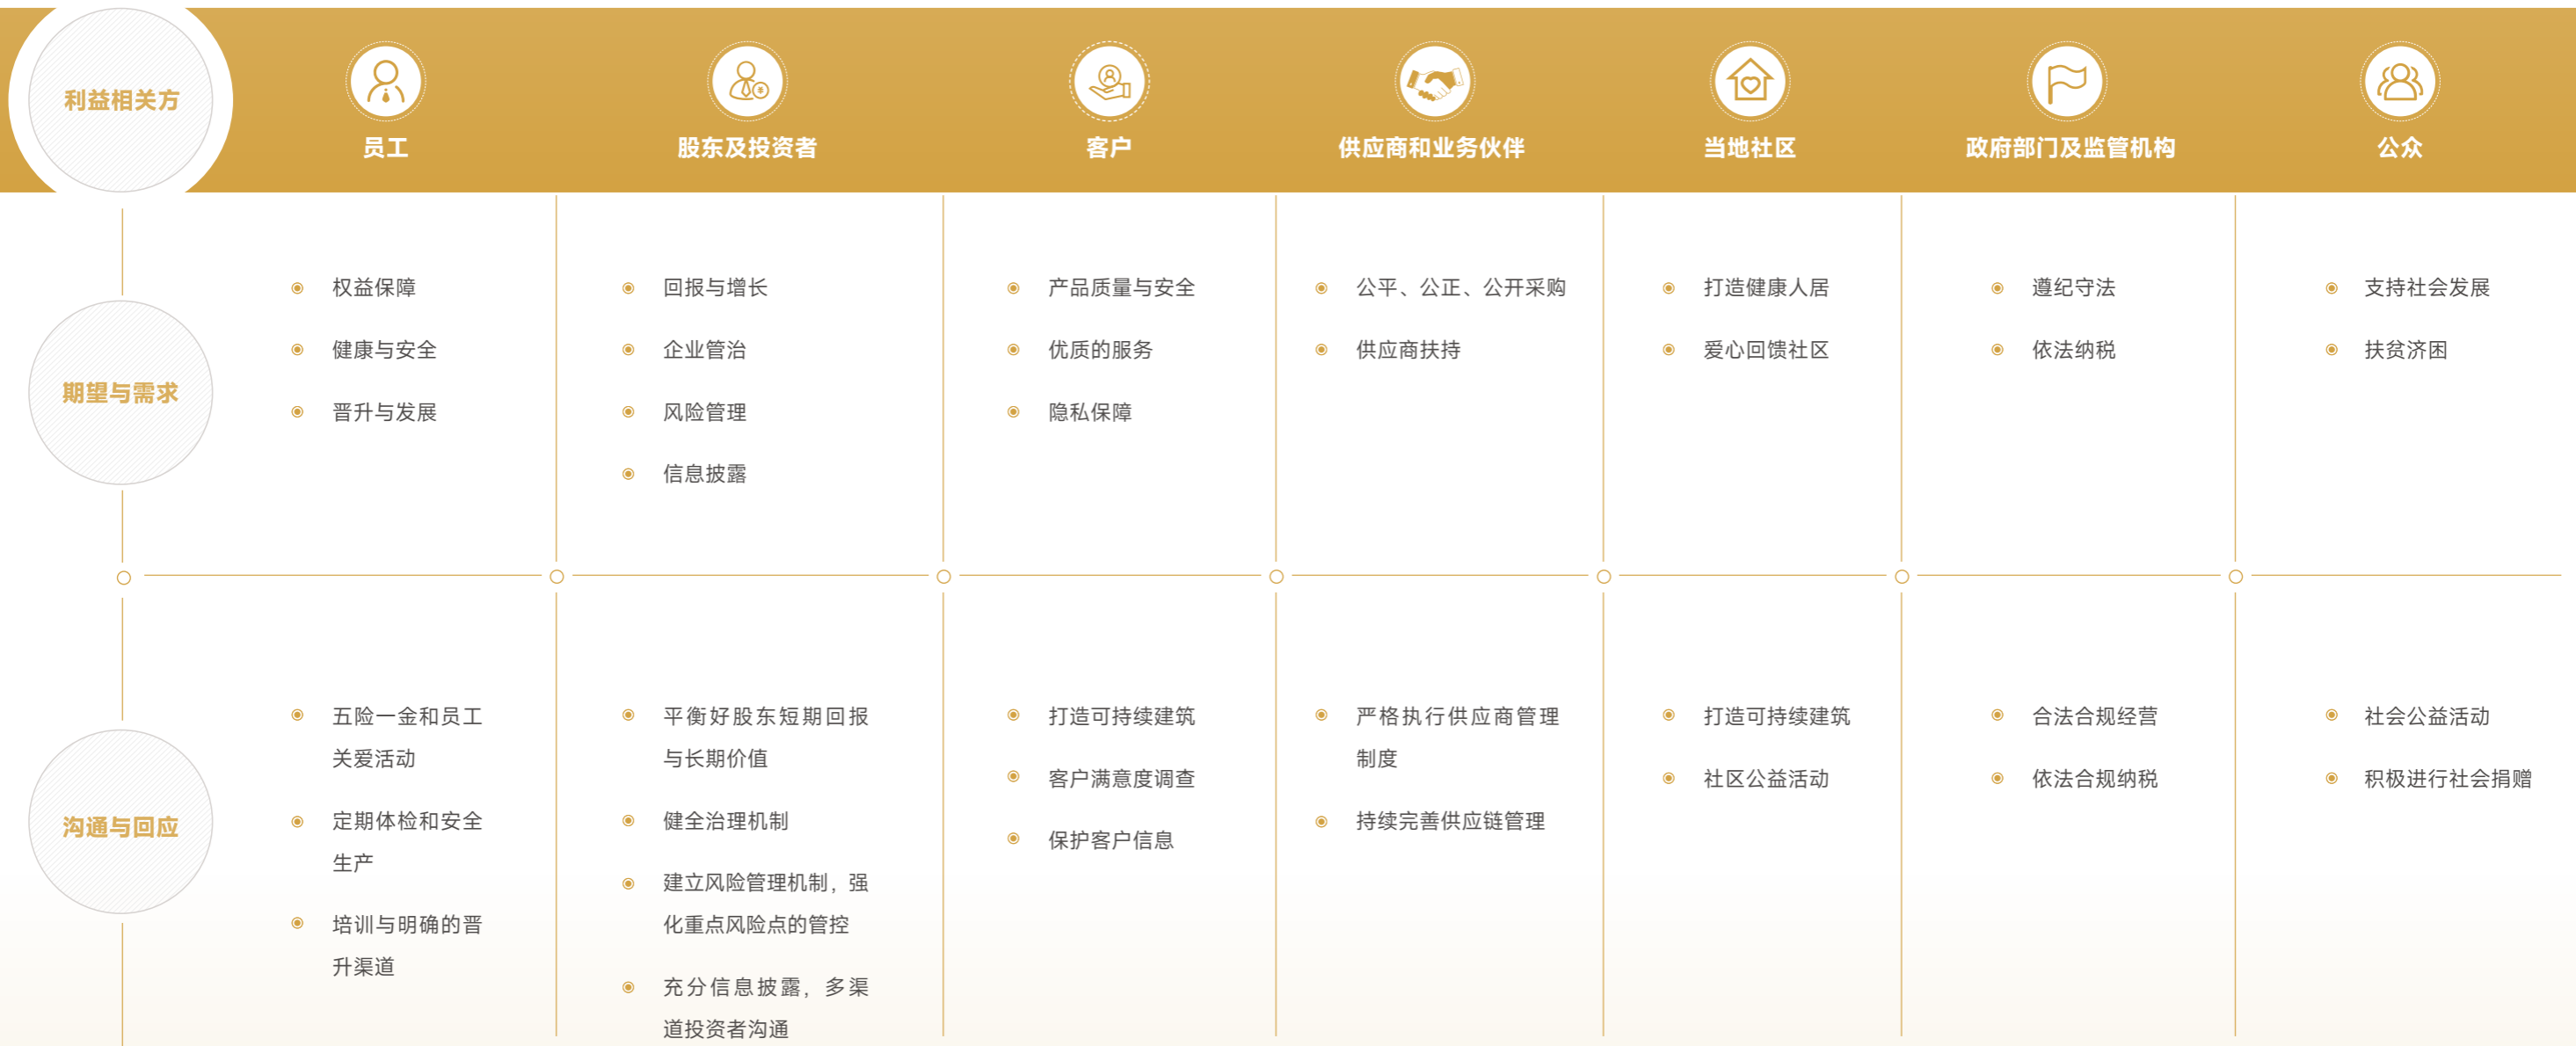 利益相关方
员工
股东及投资者
客户
供应商和业务伙伴
当地社区
政府部门及监管机构
公众
期望与需求
权益保障
健康与安全
晋升与发展
回报与增长
企业管治
风险管理
信息披露
产品质量与安全
优质的服务
隐私保障
公平、公正、公开采购
供应商扶持
打造健康人居
爱心回馈社区
遵纪守法
依法纳税
支持社会发展
扶贫济困
沟通与回应
五险一金和员工
关爱活动
定期体检和安全
生产
培训与明确的晋
升渠道
平衡好股东短期回报
与长期价值
健全治理机制
建立风险管理机制，强
化重点风险点的管控
充分信息披露，多渠
道投资者沟通
打造可持续建筑
客户满意度调查
保护客户信息
严格执行供应商管理
制度
持续完善供应链管理
打造可持续建筑
社区公益活动
合法合规经营
依法合规纳税
社会公益活动
积极进行社会捐赠